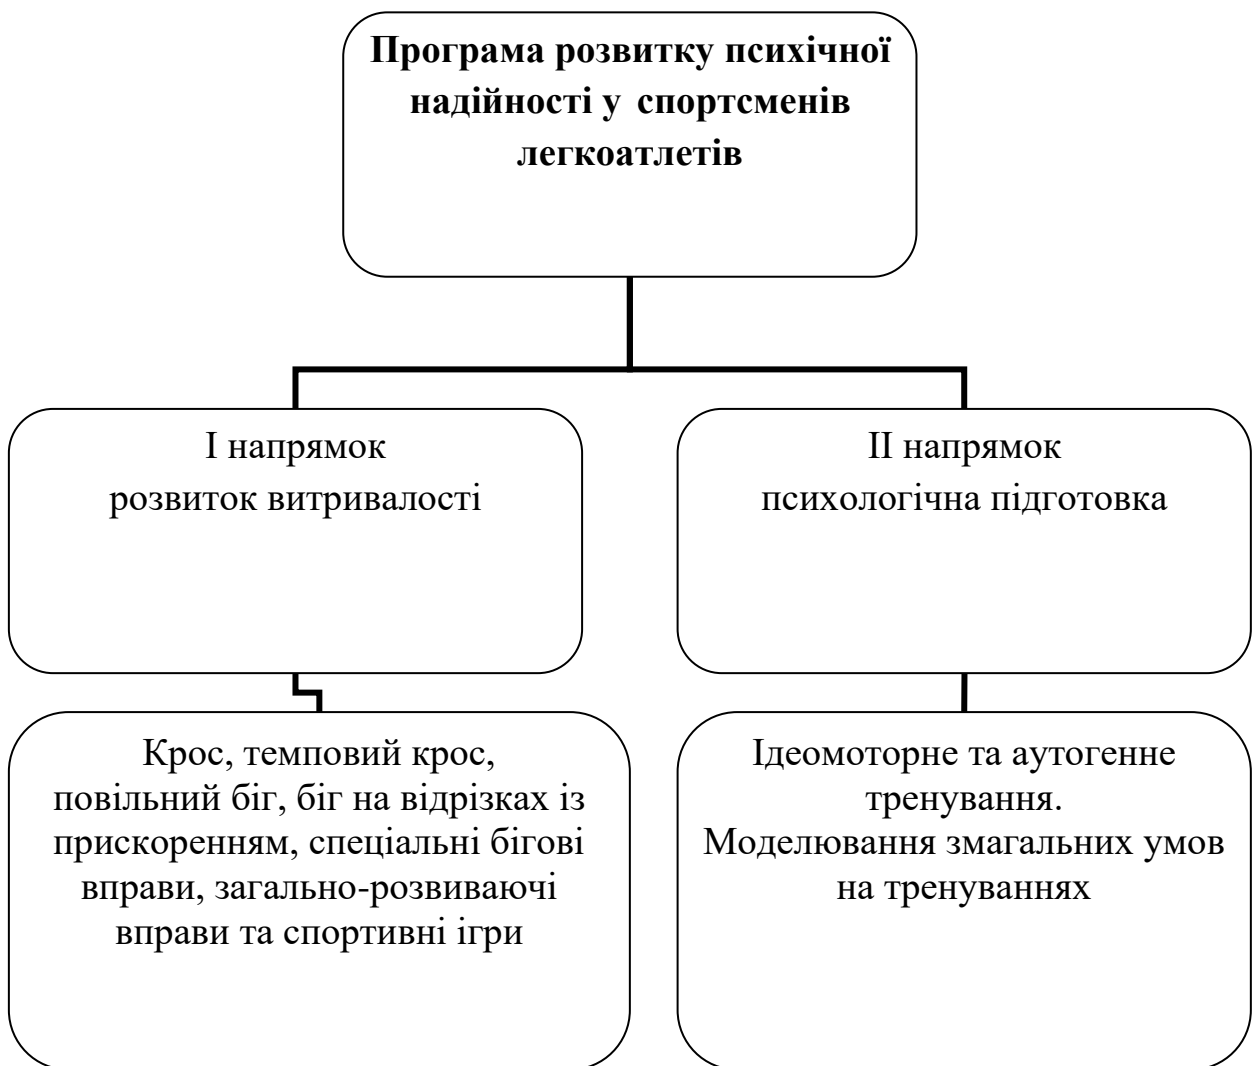 Програма розвитку психічної
надійності у спортсменів
легкоатлетів
І напрямок
розвиток витривалості
ІІ напрямок
психологічна підготовка
Крос, темповий крос,
повільний біг, біг на відрізках із
прискоренням, спеціальні бігові
вправи, загально-розвиваючі
вправи та спортивні ігри
Ідеомоторне та аутогенне
тренування.
Моделювання змагальних умов
на тренуваннях